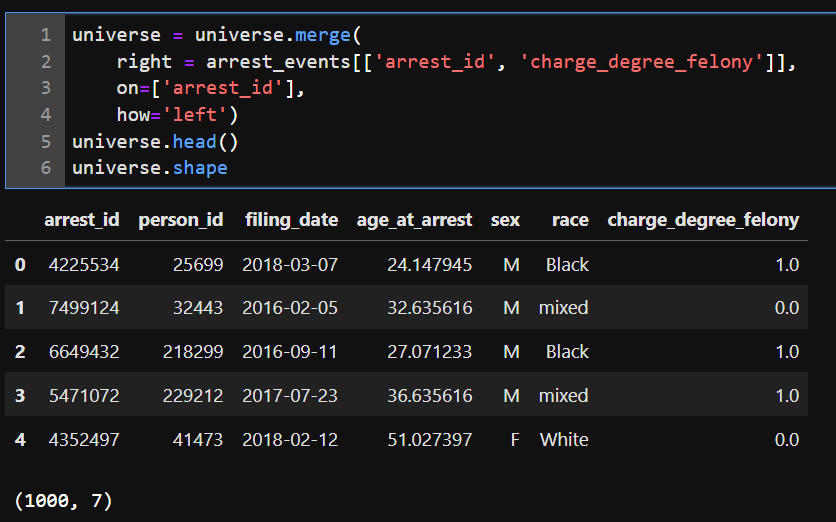 1 universe = universe.merge(
2 right = arrest_events[['arrest_id', 'charge_degree_felony']],
3 on=['arrest_id'],
4 how='left')
5 universe.head()
6 universe.shape
arrest_id person_id filing_date age_at_arrest sex race charge_degree_felony
0 4225534 25699 2018-03-07 24.147945 M Black 1.0
1 7499124 32443 2016-02-05 32.635616 M mixed 0.0
2 6649432 218299 2016-09-11 27.071233 M Black 1.0
3 5471072 229212 2017-07-23 36.635616 M mixed 1.0
4 4352497 41473 2018-02-12 51.027397 F White 0.0
(1000, 7)